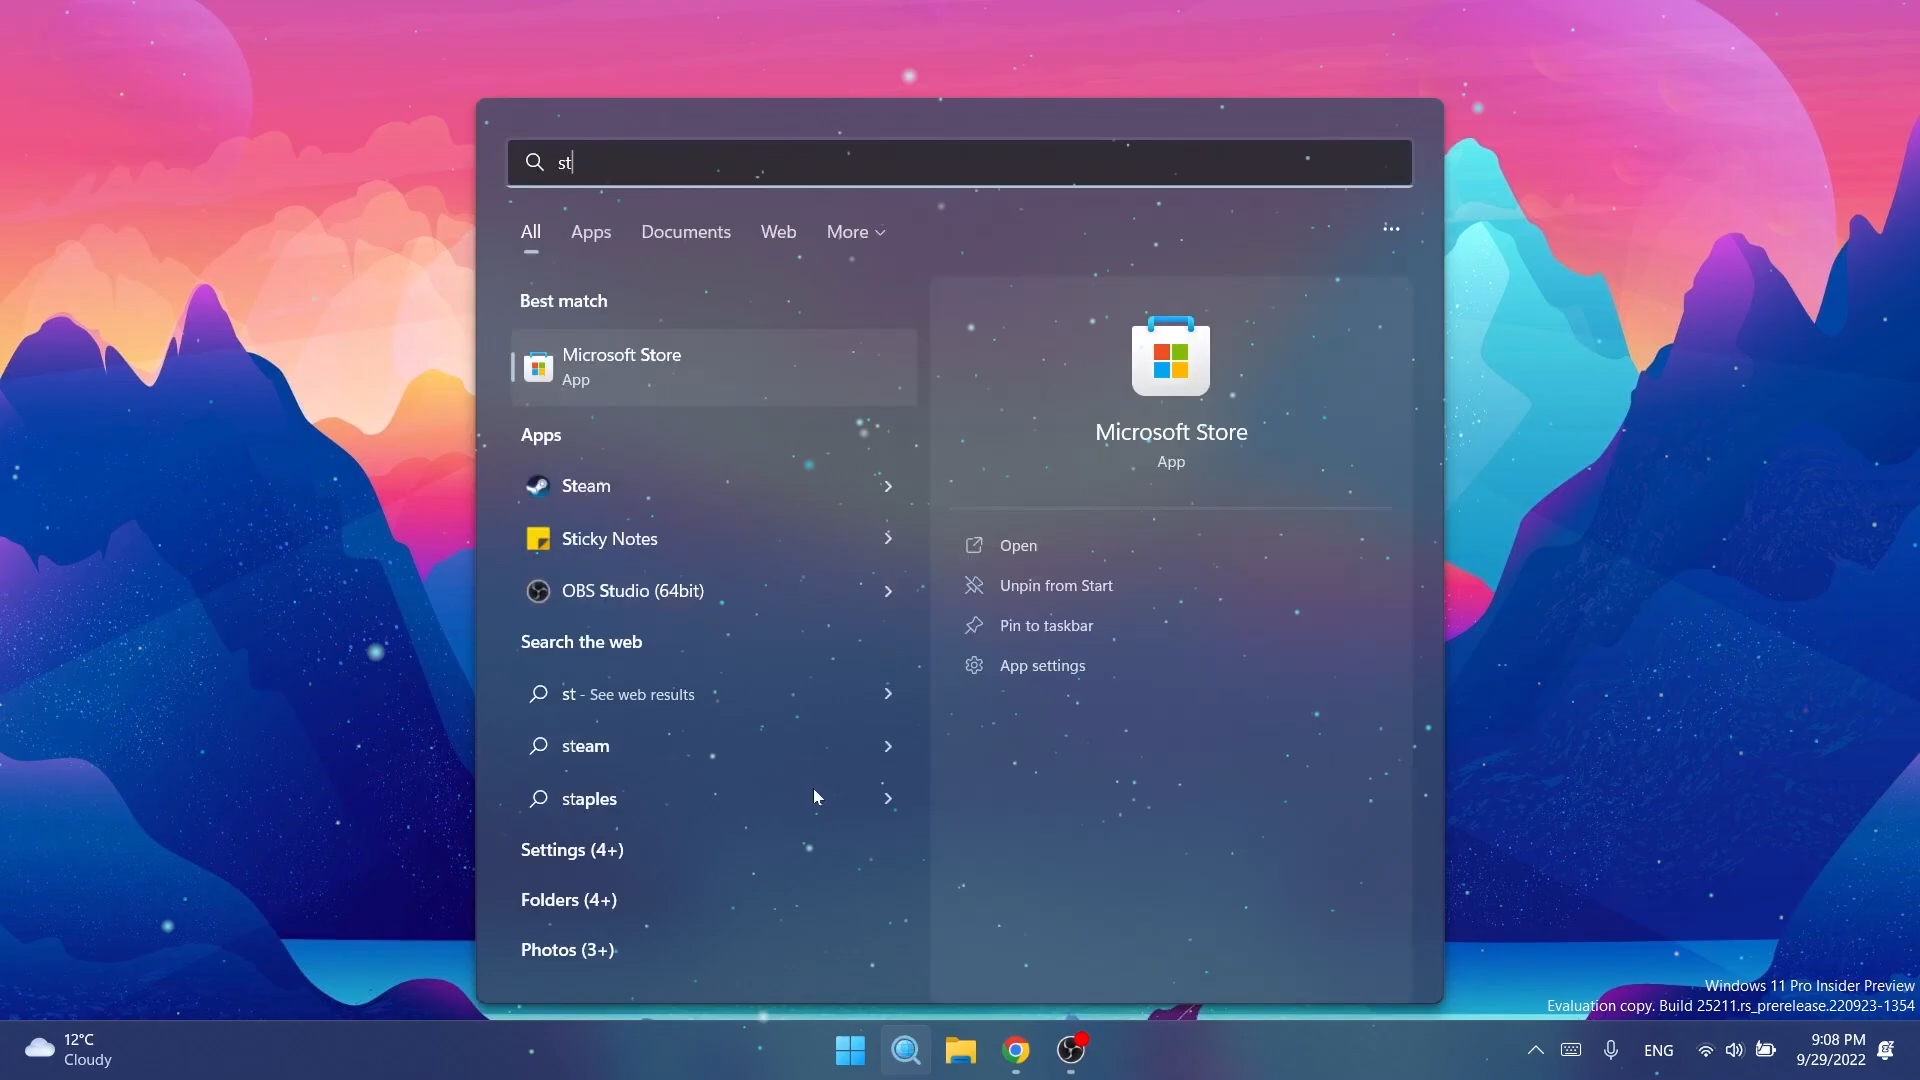 st
All Apps Documents Web More
Best match
Microsoft Store
App
Apps
Steam
Sticky Notes
OBS Studio (64bit)
Search the web
st - See web results
steam
staples
Settings (4+)
Folders (4+)
Photos (3+)
Microsoft Store
App
Open
Unpin from Start
Pin to taskbar
App settings
Windows 11 Pro Insider Preview
Evaluation copy. Build 25211.rs_prerelease.220923-1354
12°C
Cloudy
ENG
9:08 PM
9/29/2022